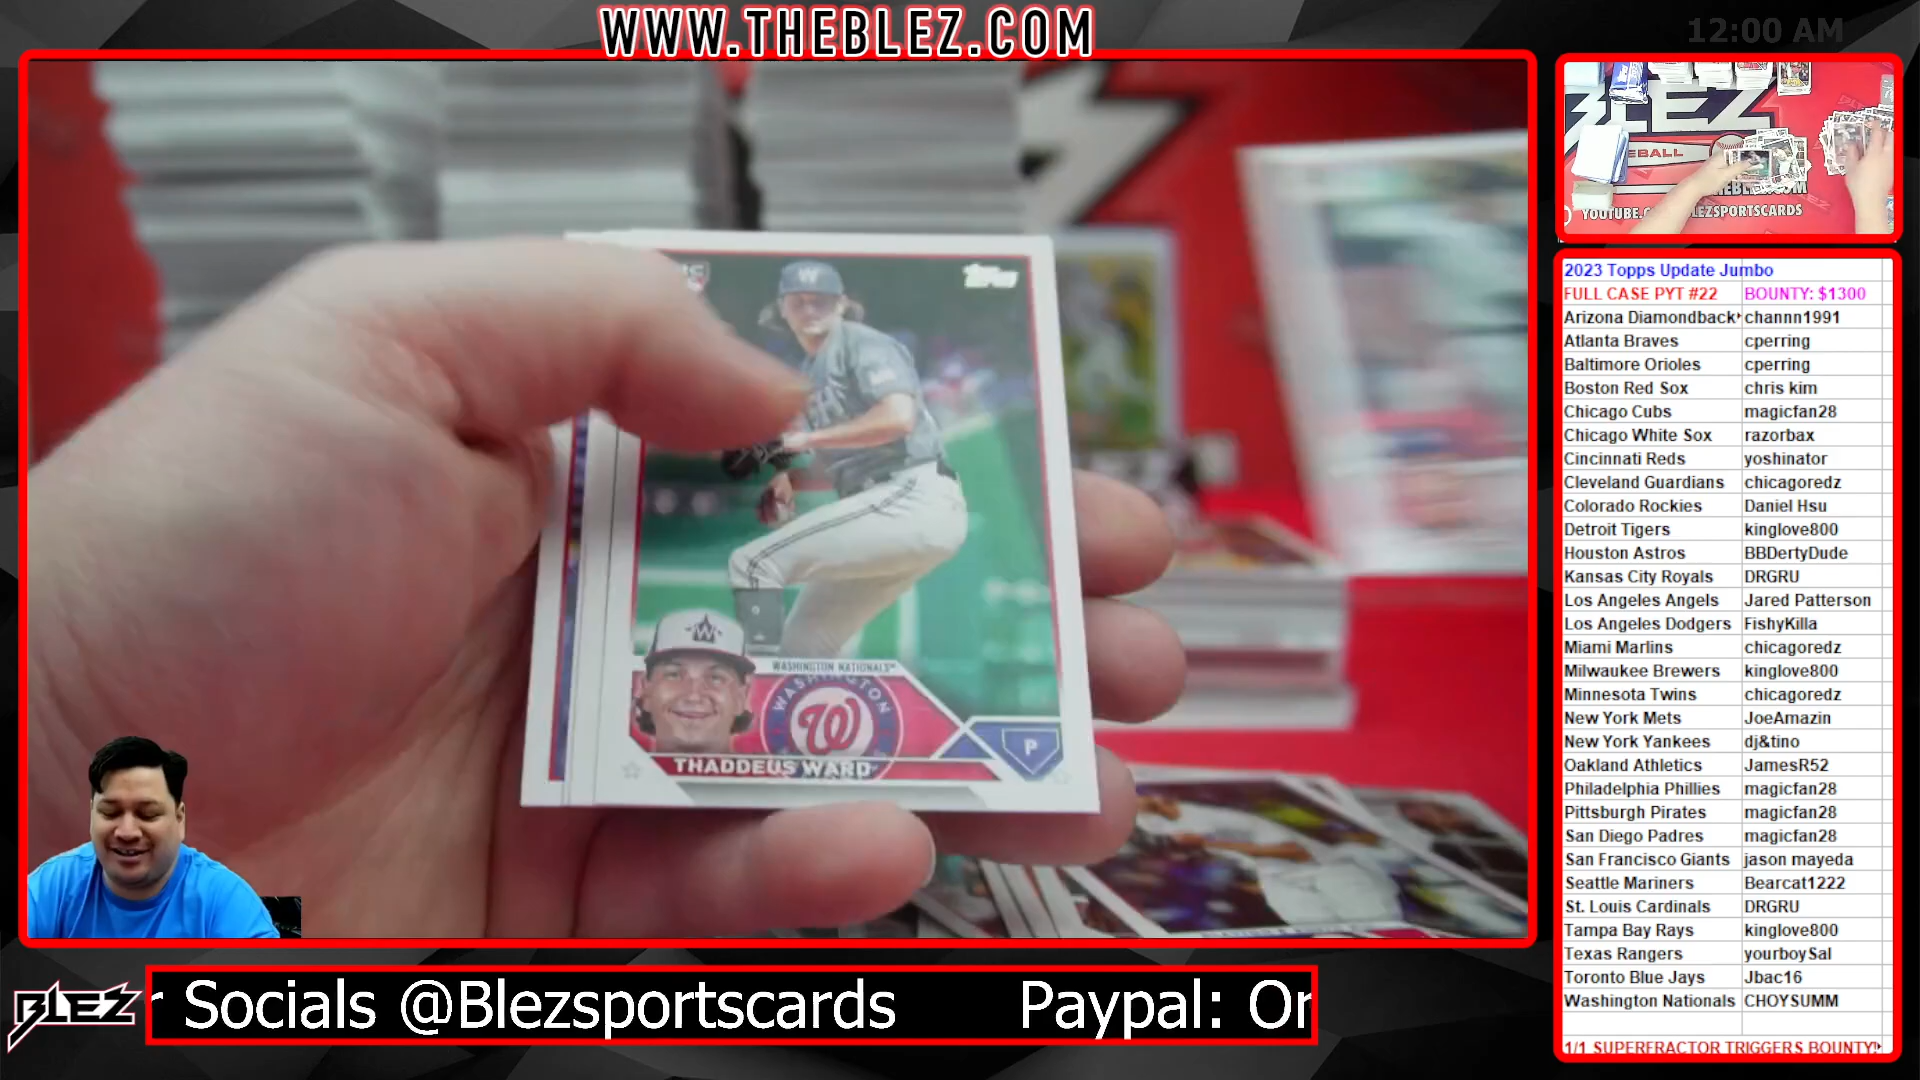 WWW.THEBLEZ.COM
12:00 AM
BLEZ
EBALL
YOUTUBE.C
LEZSPORTSCARDS
Topps
WASHINGTON NATIONALS
WASHINGTON
W
P
THADDEUS WARD
2023 Topps Update Jumbo
FULL CASE PYT #22 BOUNTY: $1300
Arizona Diamondback channn1991
Atlanta Braves cperring
Baltimore Orioles cperring
Boston Red Sox chris kim
Chicago Cubs magicfan28
Chicago White Sox razorbax
Cincinnati Reds yoshinator
Cleveland Guardians chicagoredz
Colorado Rockies Daniel Hsu
Detroit Tigers kinglove800
Houston Astros BBDertyDude
Kansas City Royals DRGRU
Los Angeles Angels Jared Patterson
Los Angeles Dodgers FishyKilla
Miami Marlins chicagoredz
Milwaukee Brewers kinglove800
Minnesota Twins chicagoredz
New York Mets JoeAmazin
New York Yankees dj&tino
Oakland Athletics JamesR52
Philadelphia Phillies magicfan28
Pittsburgh Pirates magicfan28
San Diego Padres magicfan28
San Francisco Giants jason mayeda
Seattle Mariners Bearcat1222
St. Louis Cardinals DRGRU
Tampa Bay Rays kinglove800
Texas Rangers yourboySal
Toronto Blue Jays Jbac16
Washington Nationals CHOYSUMM
1/1 SUPERFRACTOR TRIGGERS BOUNTY!
BLEZ
r Socials @Blezsportscards Paypal: Or